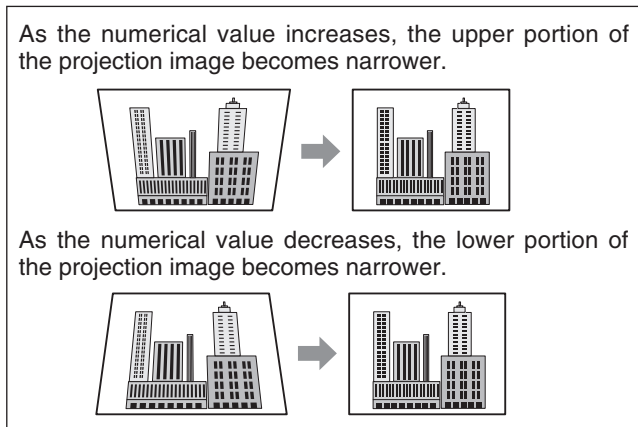 As the numerical value increases, the upper portion of
the projection image becomes narrower.
As the numerical value decreases, the lower portion of
the projection image becomes narrower.